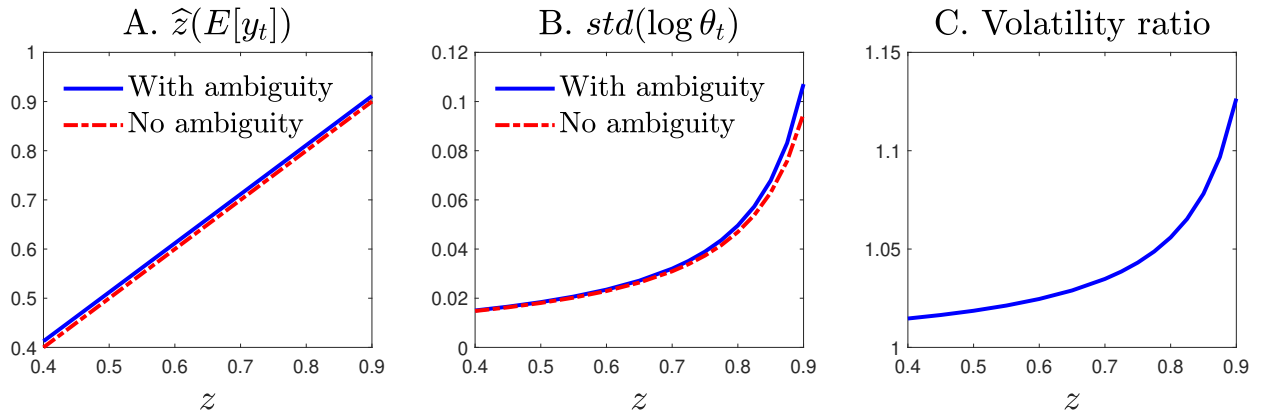 A. ẑ(E[y_t])
1
0.9
0.8
0.7
0.6
0.5
0.4
With ambiguity
No ambiguity
0.4 0.5 0.6 0.7 0.8 0.9
z
B. std(log θ_t)
0.12
0.1
0.08
0.06
0.04
0.02
0
With ambiguity
No ambiguity
0.4 0.5 0.6 0.7 0.8 0.9
z
C. Volatility ratio
1.15
1.1
1.05
1
0.4 0.5 0.6 0.7 0.8 0.9
z